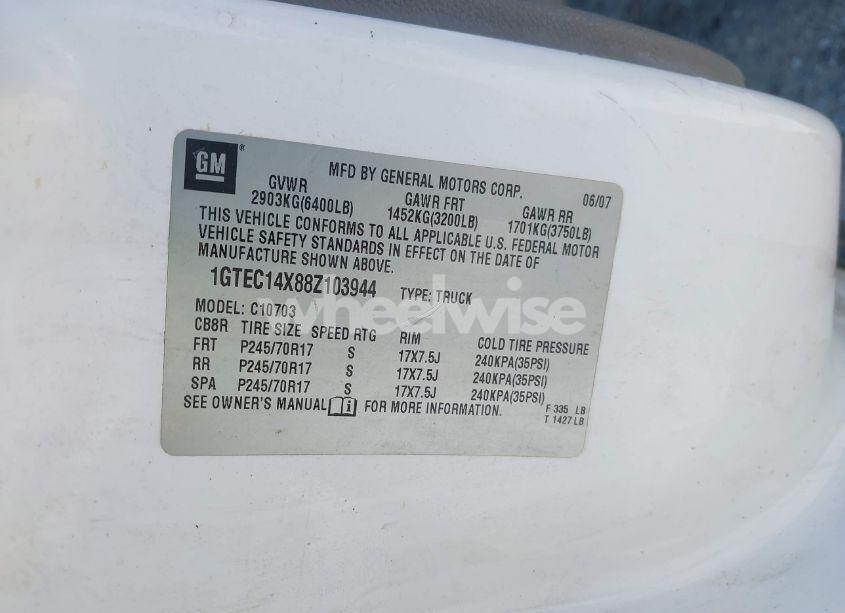 GM ® MFD BY GENERAL MOTORS CORP. 06/07
GVWR GAWR FRT GAWR RR
2903KG(6400LB) 1452KG(3200LB) 1701KG(3750LB)
THIS VEHICLE CONFORMS TO ALL APPLICABLE U.S. FEDERAL MOTOR
VEHICLE SAFETY STANDARDS IN EFFECT ON THE DATE OF
MANUFACTURE SHOWN ABOVE.
1GTEC14X88Z103944 TYPE: TRUCK
wheelwise
MODEL: C10703
CB8R TIRE SIZE SPEED RTG RIM COLD TIRE PRESSURE
FRT P245/70R17 S 17X7.5J 240KPA(35PSI)
RR P245/70R17 S 17X7.5J 240KPA(35PSI)
SPA P245/70R17 S 17X7.5J 240KPA(35PSI)
SEE OWNER'S MANUAL i FOR MORE INFORMATION.
F 335 LB
T 1427 LB